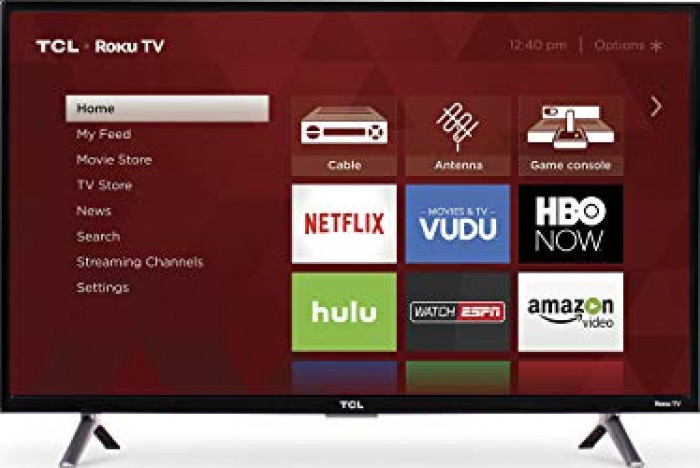 TCL • Roku TV
12:40 pm | Options *
Home
My Feed
Movie Store
TV Store
News
Search
Streaming Channels
Settings
Cable
Antenna
Game console
NETFLIX
MOVIES & TV
VUDU
HBO
NOW
hulu
WATCH ESPN
amazon
video
TCL
Roku TV